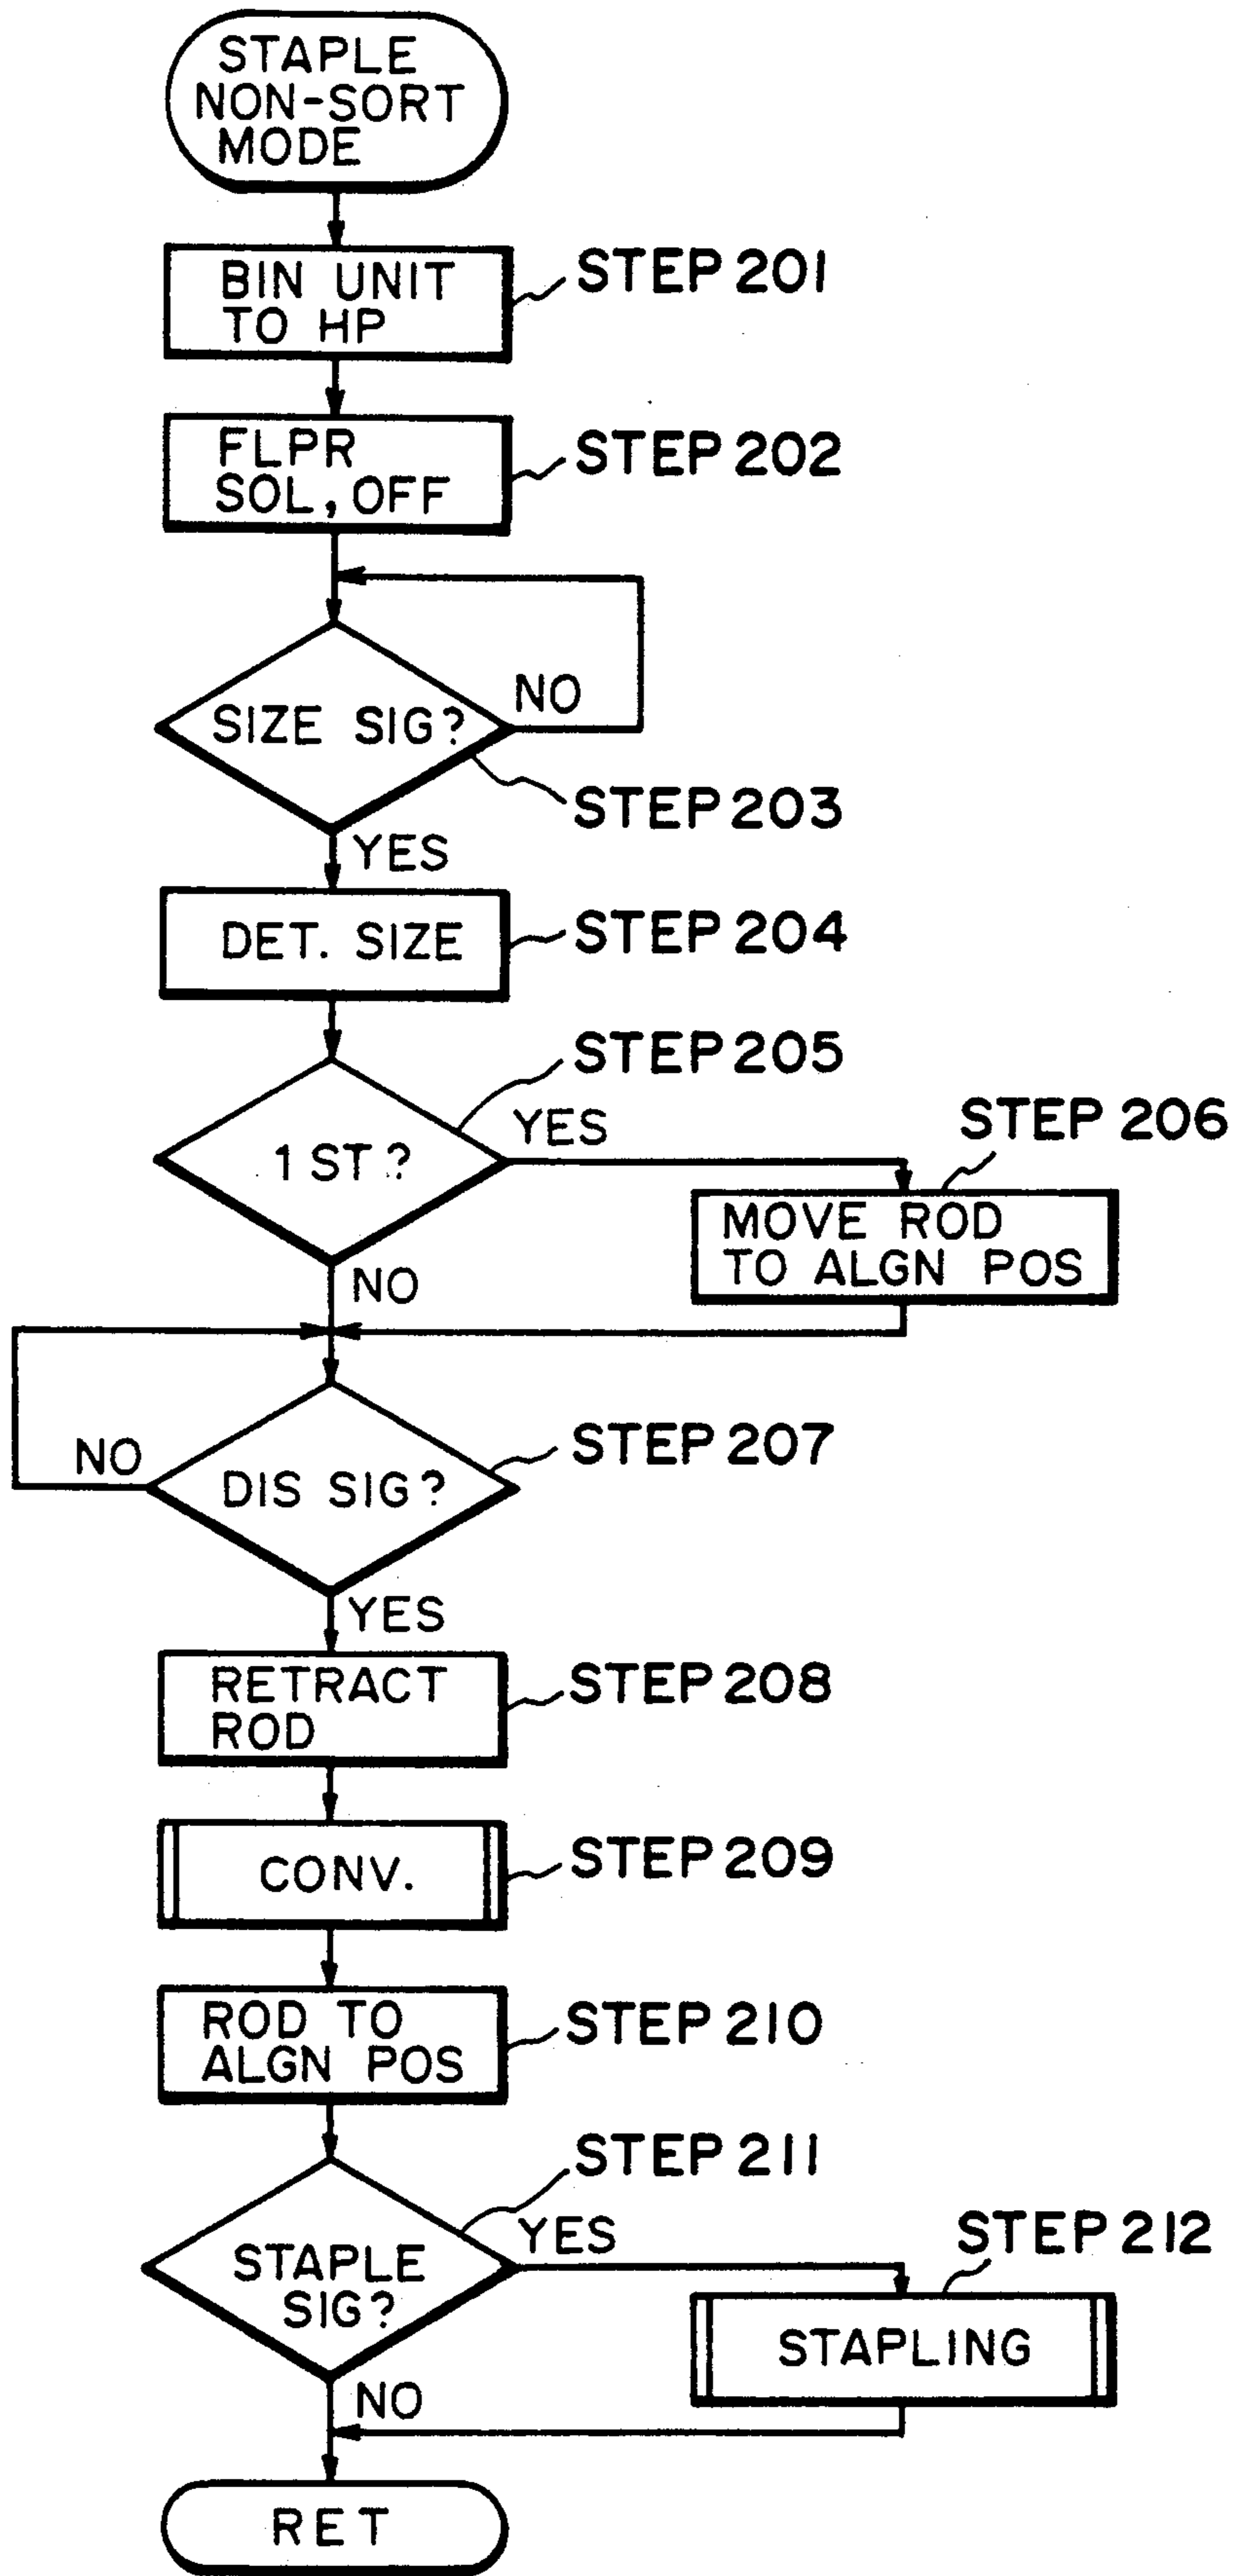 STAPLE
NON-SORT
MODE
BIN UNIT
TO HP
STEP 201
FLPR
SOL, OFF
STEP 202
SIZE SIG?
NO
STEP 203
YES
DET. SIZE
STEP 204
STEP 205
1 ST?
YES
STEP 206
MOVE ROD
TO ALGN POS
NO
NO
DIS SIG?
STEP 207
YES
RETRACT
ROD
STEP 208
CONV.
STEP 209
ROD TO
ALGN POS
STEP 210
STEP 211
STAPLE
SIG?
YES
STEP 212
STAPLING
NO
RET